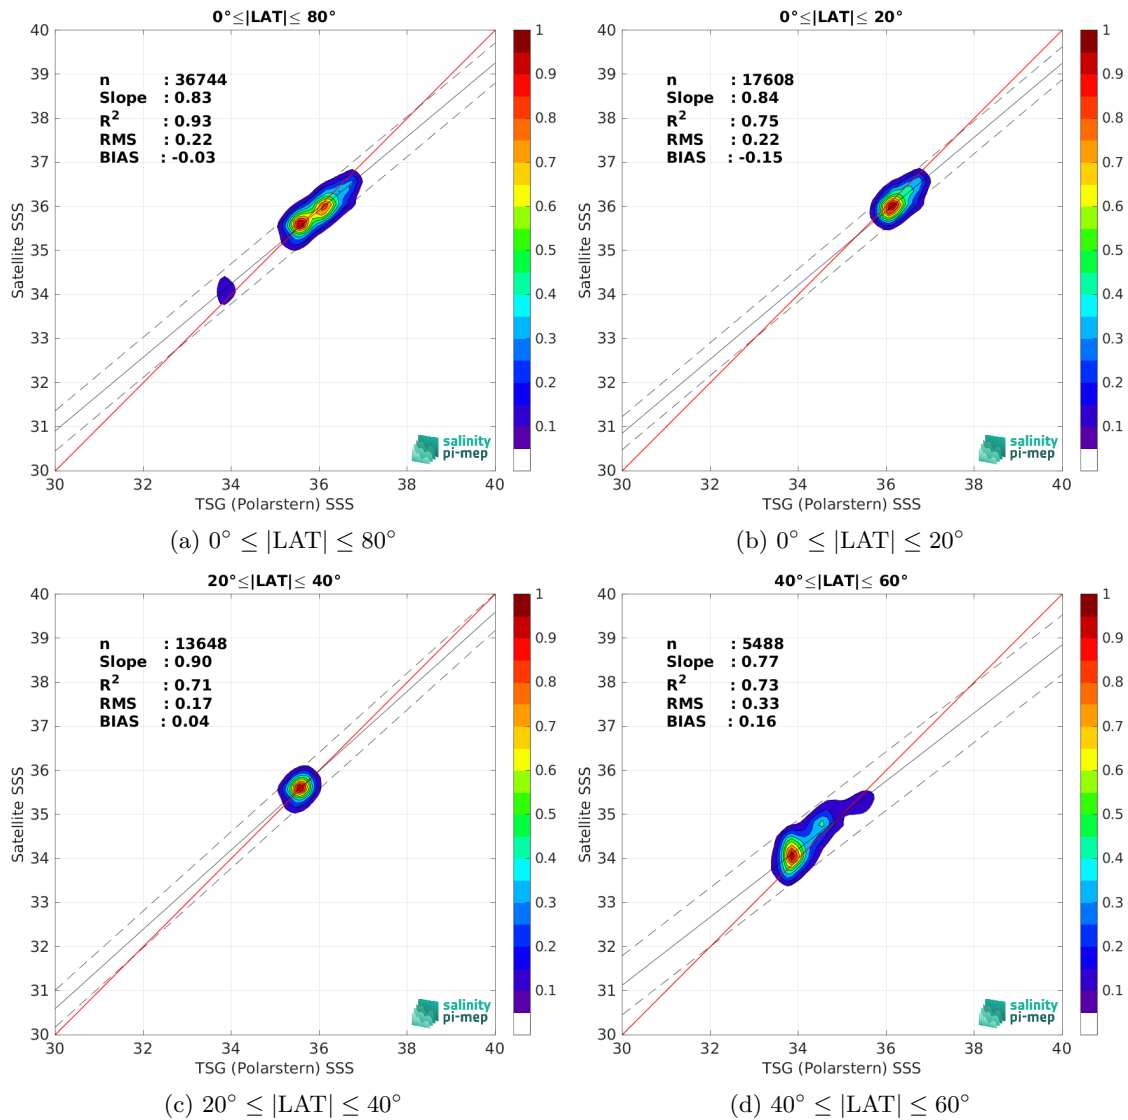 0°≤|LAT|≤ 80°
n : 36744
Slope : 0.83
R² : 0.93
RMS : 0.22
BIAS : -0.03
40
39
38
37
36
35
34
33
32
31
30
30 32 34 36 38 40
Satellite SSS
TSG (Polarstern) SSS
1
0.9
0.8
0.7
0.6
0.5
0.4
0.3
0.2
0.1
salinity
pi-mep
(a) 0° ≤ |LAT| ≤ 80°
0°≤|LAT|≤ 20°
n : 17608
Slope : 0.84
R² : 0.75
RMS : 0.22
BIAS : -0.15
40
39
38
37
36
35
34
33
32
31
30
30 32 34 36 38 40
Satellite SSS
TSG (Polarstern) SSS
1
0.9
0.8
0.7
0.6
0.5
0.4
0.3
0.2
0.1
salinity
pi-mep
(b) 0° ≤ |LAT| ≤ 20°
20°≤|LAT|≤ 40°
n : 13648
Slope : 0.90
R² : 0.71
RMS : 0.17
BIAS : 0.04
40
39
38
37
36
35
34
33
32
31
30
30 32 34 36 38 40
Satellite SSS
TSG (Polarstern) SSS
1
0.9
0.8
0.7
0.6
0.5
0.4
0.3
0.2
0.1
salinity
pi-mep
(c) 20° ≤ |LAT| ≤ 40°
40°≤|LAT|≤ 60°
n : 5488
Slope : 0.77
R² : 0.73
RMS : 0.33
BIAS : 0.16
40
39
38
37
36
35
34
33
32
31
30
30 32 34 36 38 40
Satellite SSS
TSG (Polarstern) SSS
1
0.9
0.8
0.7
0.6
0.5
0.4
0.3
0.2
0.1
salinity
pi-mep
(d) 40° ≤ |LAT| ≤ 60°